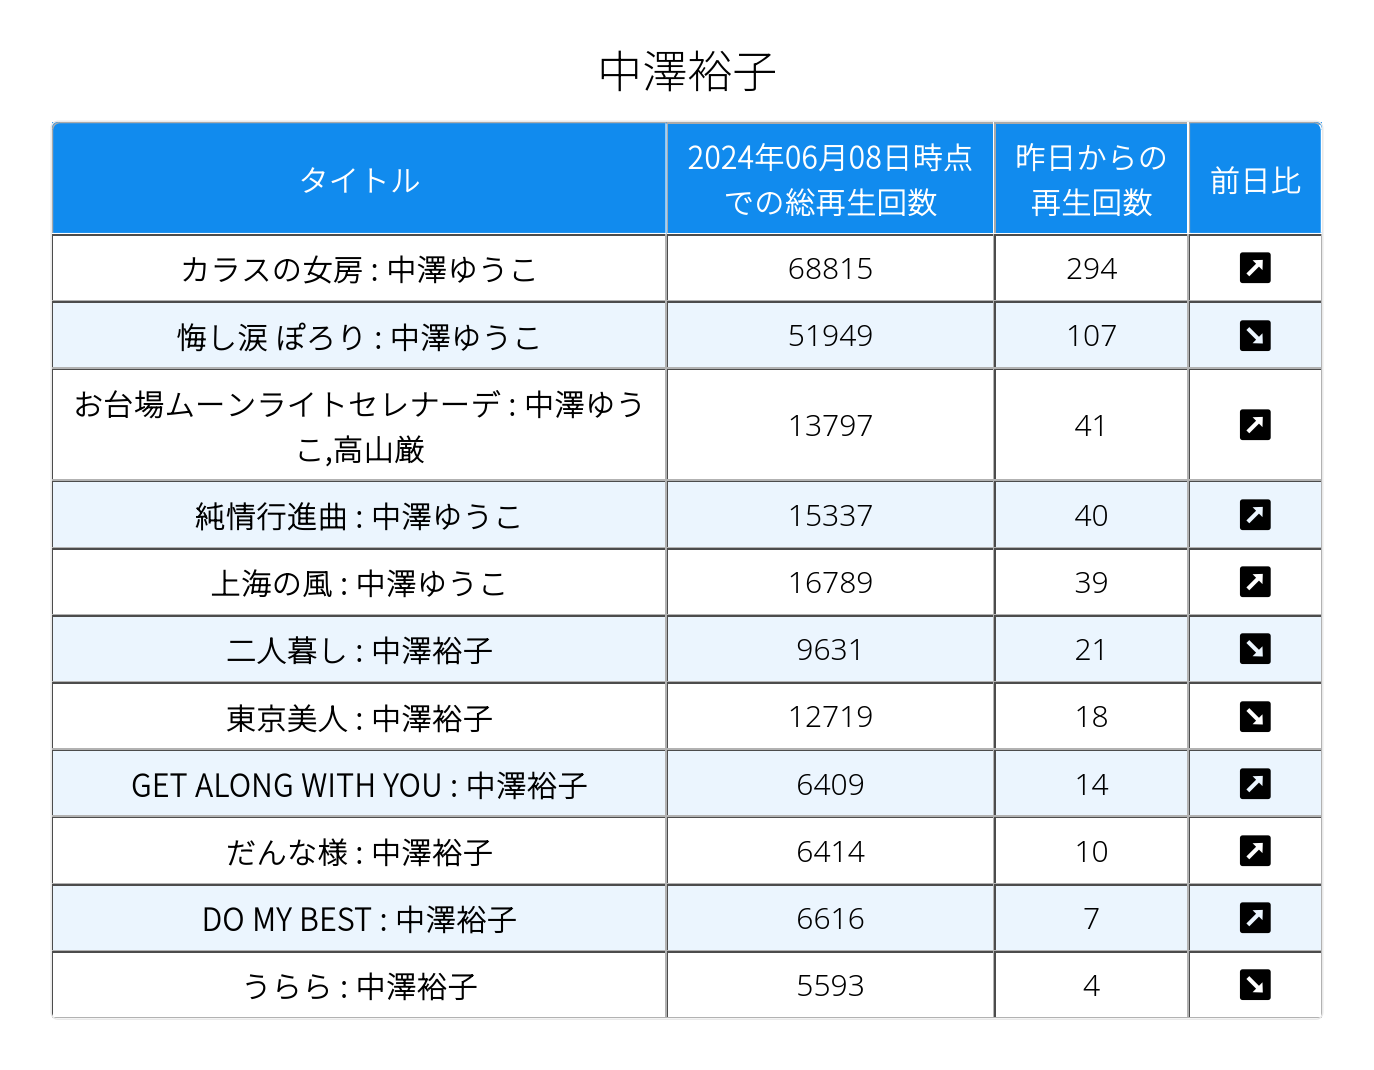 中澤裕子
タイトル
2024年06月08日時点
での総再生回数
昨日からの
再生回数
前日比
カラスの女房 : 中澤ゆうこ
68815
294
悔し涙 ぽろり : 中澤ゆうこ
51949
107
お台場ムーンライトセレナーデ : 中澤ゆう
こ,高山厳
13797
41
純情行進曲 : 中澤ゆうこ
15337
40
上海の風 : 中澤ゆうこ
16789
39
二人暮し : 中澤裕子
9631
21
東京美人 : 中澤裕子
12719
18
GET ALONG WITH YOU : 中澤裕子
6409
14
だんな様 : 中澤裕子
6414
10
DO MY BEST : 中澤裕子
6616
7
うらら : 中澤裕子
5593
4